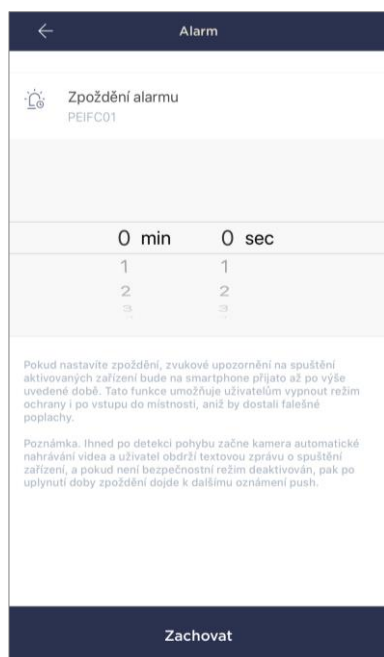 Alarm
Zpoždění alarmu
PEIFC01
0 min 0 sec
1 1
2 2
3 3
Pokud nastavíte zpoždění, zvukové upozornění na spuštění
aktivovaných zařízení bude na smartphone přijato až po výše
uvedené době. Tato funkce umožňuje uživatelům vypnout režim
ochrany i po vstupu do místnosti, aniž by dostali falešné
poplachy.
Poznámka. Ihned po detekci pohybu začne kamera automatické
nahrávání videa a uživatel obdrží textovou zprávu o spuštění
zařízení, a pokud není bezpečnostní režim deaktivován, pak po
uplynutí doby zpoždění dojde k dalšímu oznámení push.
Zachovat